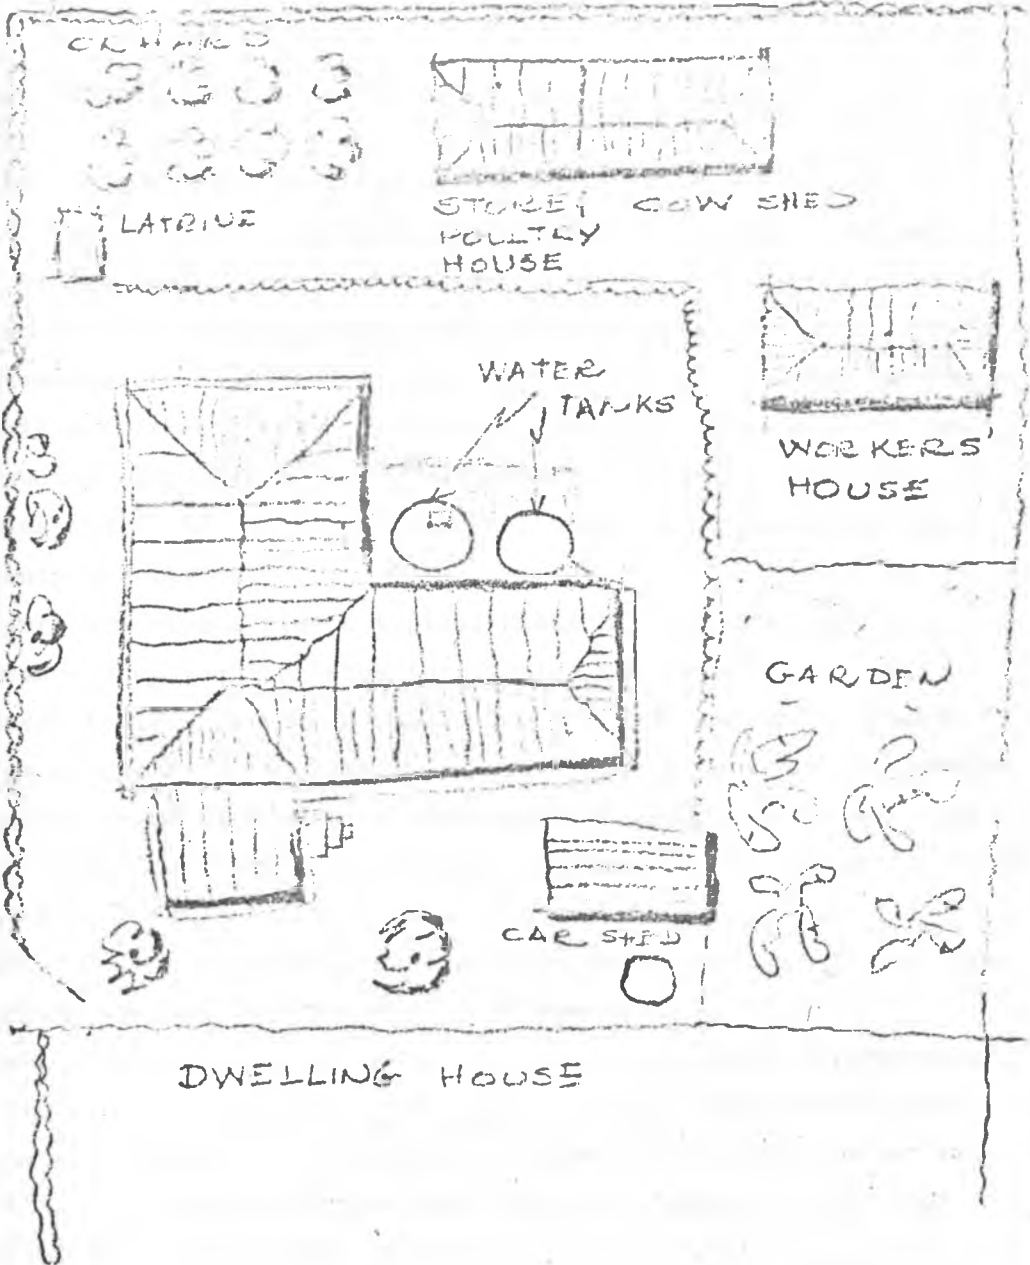 ORCHARD
LATRINE
STORE, COW SHED
POULTRY
HOUSE
WATER
TANKS
WORKERS'
HOUSE
GARDEN
CAR SHED
DWELLING HOUSE